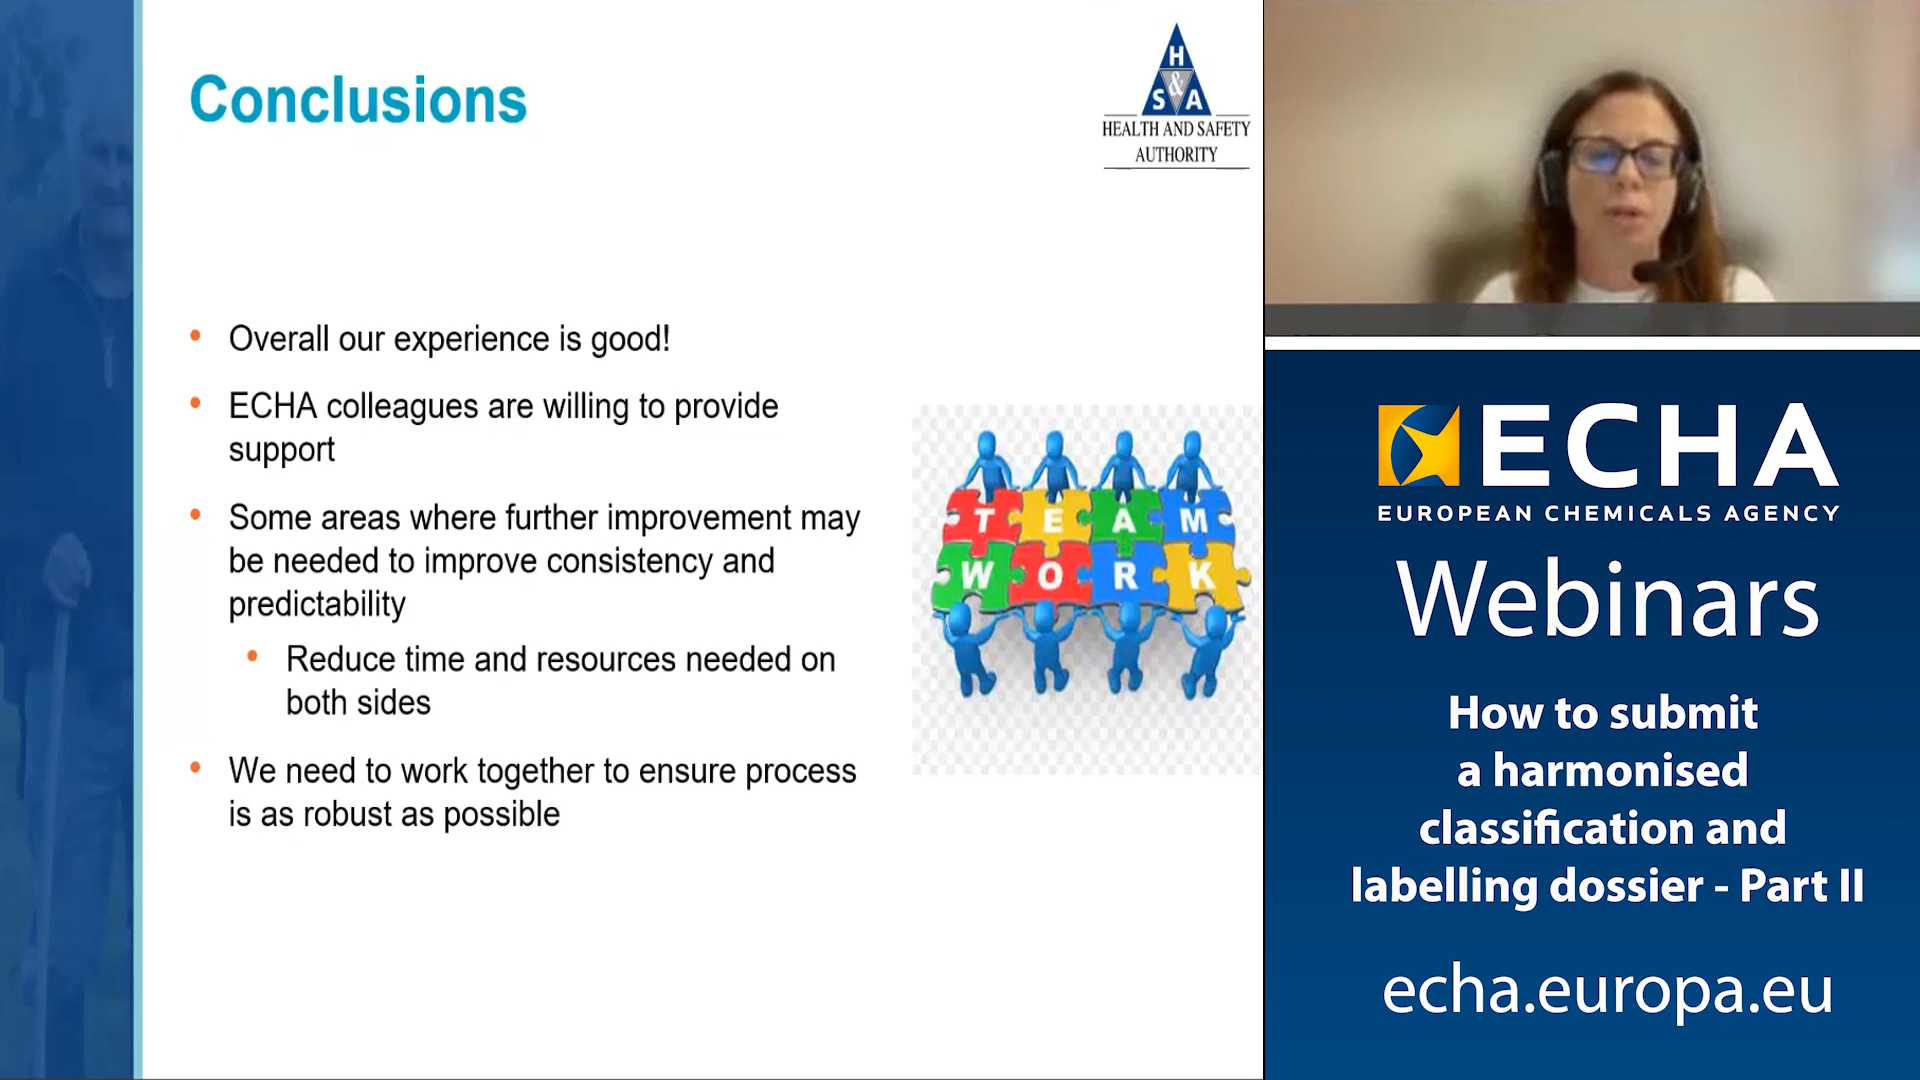 Conclusions
H
&
S A
HEALTH AND SAFETY
AUTHORITY
• Overall our experience is good!
• ECHA colleagues are willing to provide
support
• Some areas where further improvement may
be needed to improve consistency and
predictability
• Reduce time and resources needed on
both sides
• We need to work together to ensure process
is as robust as possible
TEAM
WORK
ECHA
EUROPEAN CHEMICALS AGENCY
Webinars
How to submit
a harmonised
classification and
labelling dossier - Part II
echa.europa.eu